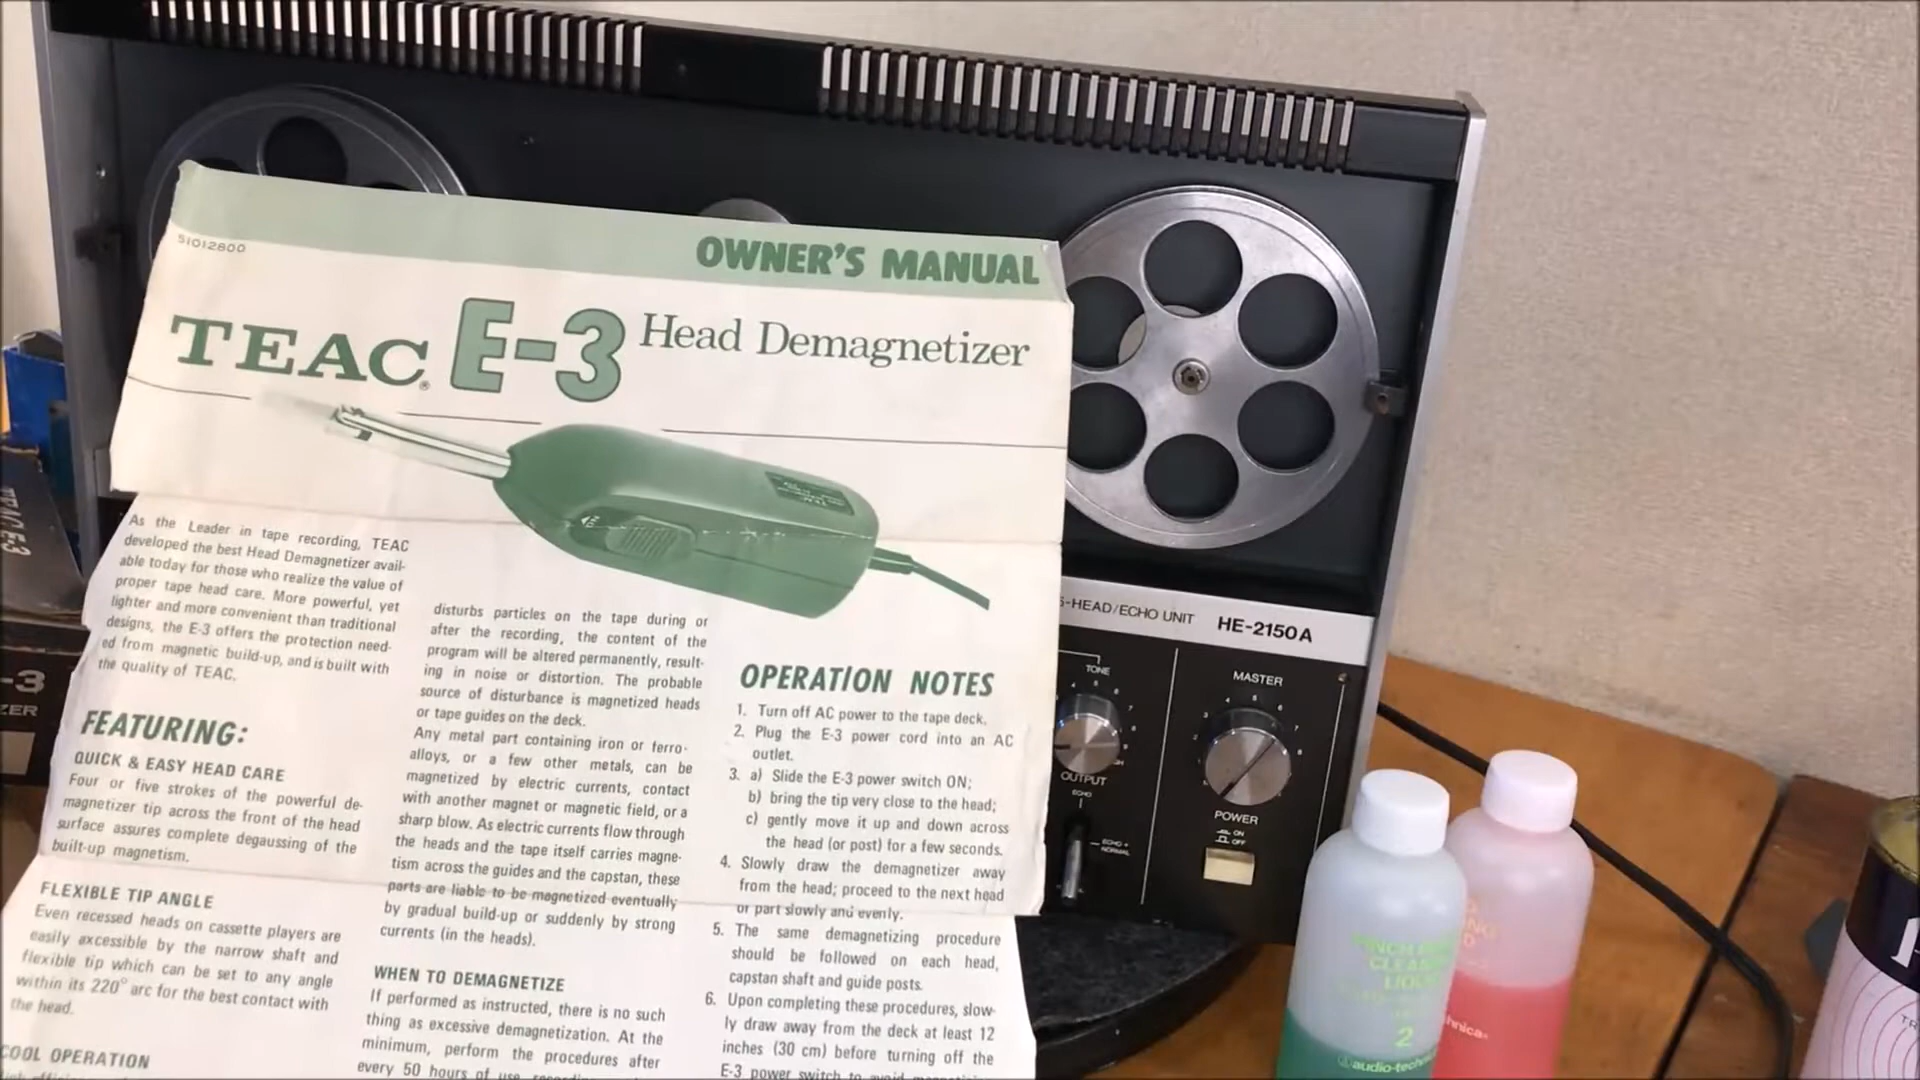 51012800
OWNER'S MANUAL
TEAC® E-3 Head Demagnetizer
As the Leader in tape recording, TEAC
developed the best Head Demagnetizer avail-
able today for those who realize the value of
proper tape head care. More powerful, yet
lighter and more convenient than traditional
designs, the E-3 offers the protection need-
ed from magnetic build-up, and is built with
the quality of TEAC.
FEATURING:
QUICK & EASY HEAD CARE
Four or five strokes of the powerful de-
magnetizer tip across the front of the head
surface assures complete degaussing of the
built-up magnetism.
FLEXIBLE TIP ANGLE
Even recessed heads on cassette players are
easily axcessible by the narrow shaft and
flexible tip which can be set to any angle
within its 220° arc for the best contact with
the head.
COOL OPERATION
disturbs particles on the tape during or
after the recording, the content of the
program will be altered permanently, result-
ing in noise or distortion. The probable
source of disturbance is magnetized heads
or tape guides on the deck.
Any metal part containing iron or ferro-
alloys, or a few other metals, can be
magnetized by electric currents, contact
with another magnet or magnetic field, or a
sharp blow. As electric currents flow through
the heads and the tape itself carries magne-
tism across the guides and the capstan, these
parts are liable to be magnetized eventually
by gradual build-up or suddenly by strong
currents (in the heads).
WHEN TO DEMAGNETIZE
If performed as instructed, there is no such
thing as excessive demagnetization. At the
minimum, perform the procedures after
every 50 hours of use
OPERATION NOTES
1. Turn off AC power to the tape deck.
2. Plug the E-3 power cord into an AC
outlet.
3. a) Slide the E-3 power switch ON;
b) bring the tip very close to the head;
c) gently move it up and down across
the head (or post) for a few seconds.
4. Slowly draw the demagnetizer away
from the head; proceed to the next head
or part slowly and evenly.
5. The same demagnetizing procedure
should be followed on each head,
capstan shaft and guide posts.
6. Upon completing these procedures, slow-
ly draw away from the deck at least 12
inches (30 cm) before turning off the
E-3 power switch to avoid
-HEAD/ECHO UNIT HE-2150A
TONE
MASTER
OUTPUT
ECHO
ECHO +
NORMAL
POWER
ON
OFF
TEAC E-3
-3
ZER
CLEAN
LIQU
2
audio-techn
hnica